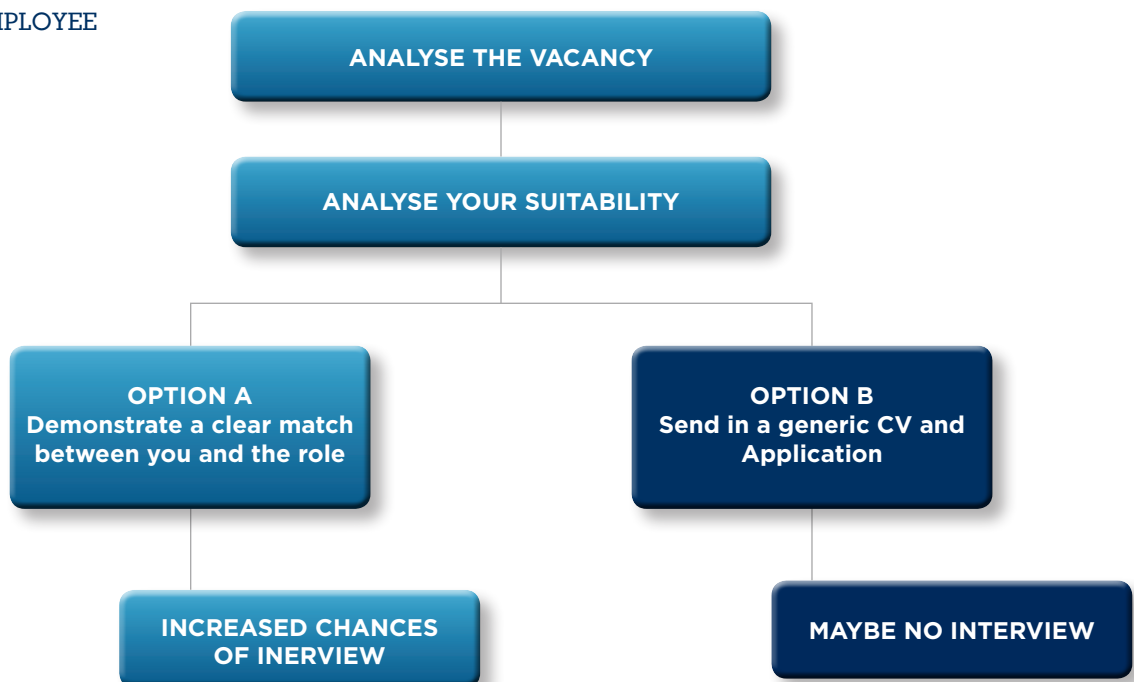 MPLOYEE
ANALYSE THE VACANCY
ANALYSE YOUR SUITABILITY
OPTION A
Demonstrate a clear match
between you and the role
OPTION B
Send in a generic CV and
Application
INCREASED CHANCES
OF INERVIEW
MAYBE NO INTERVIEW